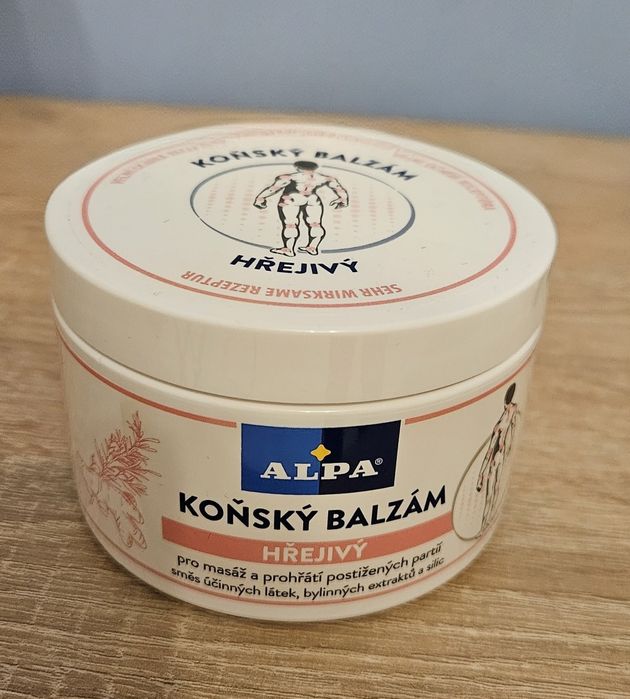 KOŇSKÝ BALZÁM
HŘEJIVÝ
SEHR WIRKSAME REZEPTUR
ALPA®
KOŇSKÝ BALZÁM
HŘEJIVÝ
pro masáž a prohřátí postižených partií
směs účinných látek, bylinných extraktů a silic